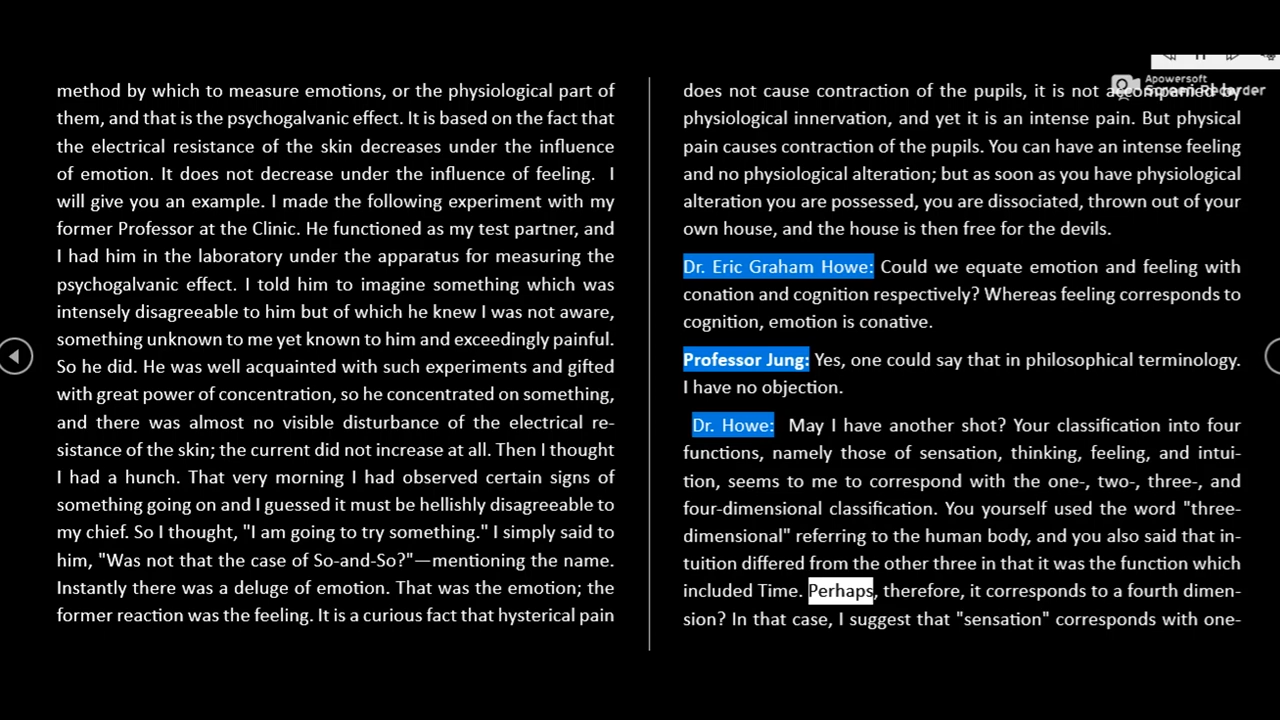 method by which to measure emotions, or the physiological part of
them, and that is the psychogalvanic effect. It is based on the fact that
the electrical resistance of the skin decreases under the influence
of emotion. It does not decrease under the influence of feeling. I
will give you an example. I made the following experiment with my
former Professor at the Clinic. He functioned as my test partner, and
I had him in the laboratory under the apparatus for measuring the
psychogalvanic effect. I told him to imagine something which was
intensely disagreeable to him but of which he knew I was not aware,
something unknown to me yet known to him and exceedingly painful.
So he did. He was well acquainted with such experiments and gifted
with great power of concentration, so he concentrated on something,
and there was almost no visible disturbance of the electrical re-
sistance of the skin; the current did not increase at all. Then I thought
I had a hunch. That very morning I had observed certain signs of
something going on and I guessed it must be hellishly disagreeable to
my chief. So I thought, "I am going to try something." I simply said to
him, "Was not that the case of So-and-So?"—mentioning the name.
Instantly there was a deluge of emotion. That was the emotion; the
former reaction was the feeling. It is a curious fact that hysterical pain
does not cause contraction of the pupils, it is not accompanied by
physiological innervation, and yet it is an intense pain. But physical
pain causes contraction of the pupils. You can have an intense feeling
and no physiological alteration; but as soon as you have physiological
alteration you are possessed, you are dissociated, thrown out of your
own house, and the house is then free for the devils.
Dr. Eric Graham Howe: Could we equate emotion and feeling with
conation and cognition respectively? Whereas feeling corresponds to
cognition, emotion is conative.
Professor Jung: Yes, one could say that in philosophical terminology.
I have no objection.
Dr. Howe: May I have another shot? Your classification into four
functions, namely those of sensation, thinking, feeling, and intui-
tion, seems to me to correspond with the one-, two-, three-, and
four-dimensional classification. You yourself used the word "three-
dimensional" referring to the human body, and you also said that in-
tuition differed from the other three in that it was the function which
included Time. Perhaps, therefore, it corresponds to a fourth dimen-
sion? In that case, I suggest that "sensation" corresponds with one-
Apowersoft
Screen Recorder